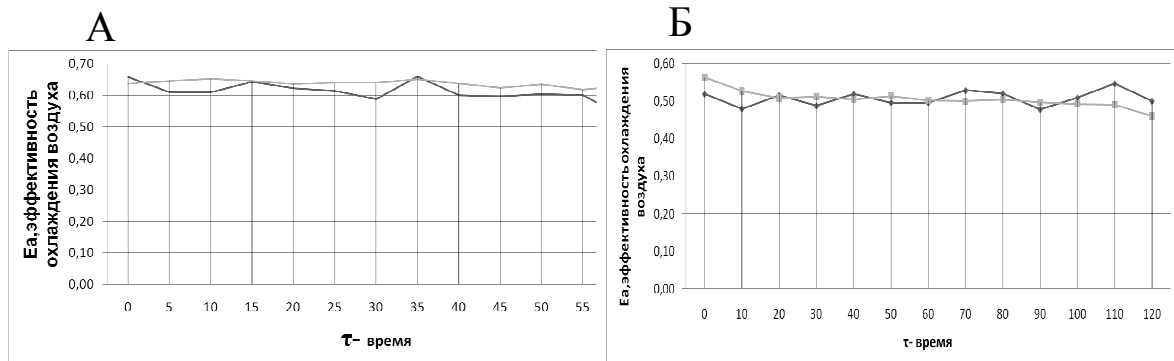 А
Еа,эффективность
охлаждения воздуха
0,70
0,60
0,50
0,40
0,30
0,20
0,10
0,00
0 5 10 15 20 25 30 35 40 45 50 55
τ- время
Б
Еа,эффективность охлаждения
воздуха
0,60
0,50
0,40
0,30
0,20
0,10
0,00
0 10 20 30 40 50 60 70 80 90 100 110 120
τ- время